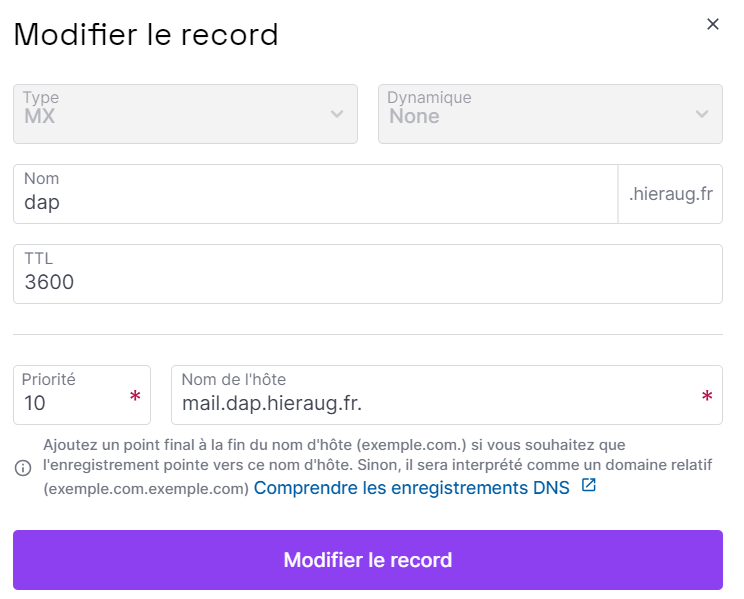 Modifier le record
Type
MX
Dynamique
None
Nom
dap
.hieraug.fr
TTL
3600
Priorité
10 *
Nom de l'hôte
mail.dap.hieraug.fr. *
Ajoutez un point final à la fin du nom d'hôte (exemple.com.) si vous souhaitez que
l'enregistrement pointe vers ce nom d'hôte. Sinon, il sera interprété comme un domaine relatif
(exemple.com.exemple.com) Comprendre les enregistrements DNS
Modifier le record